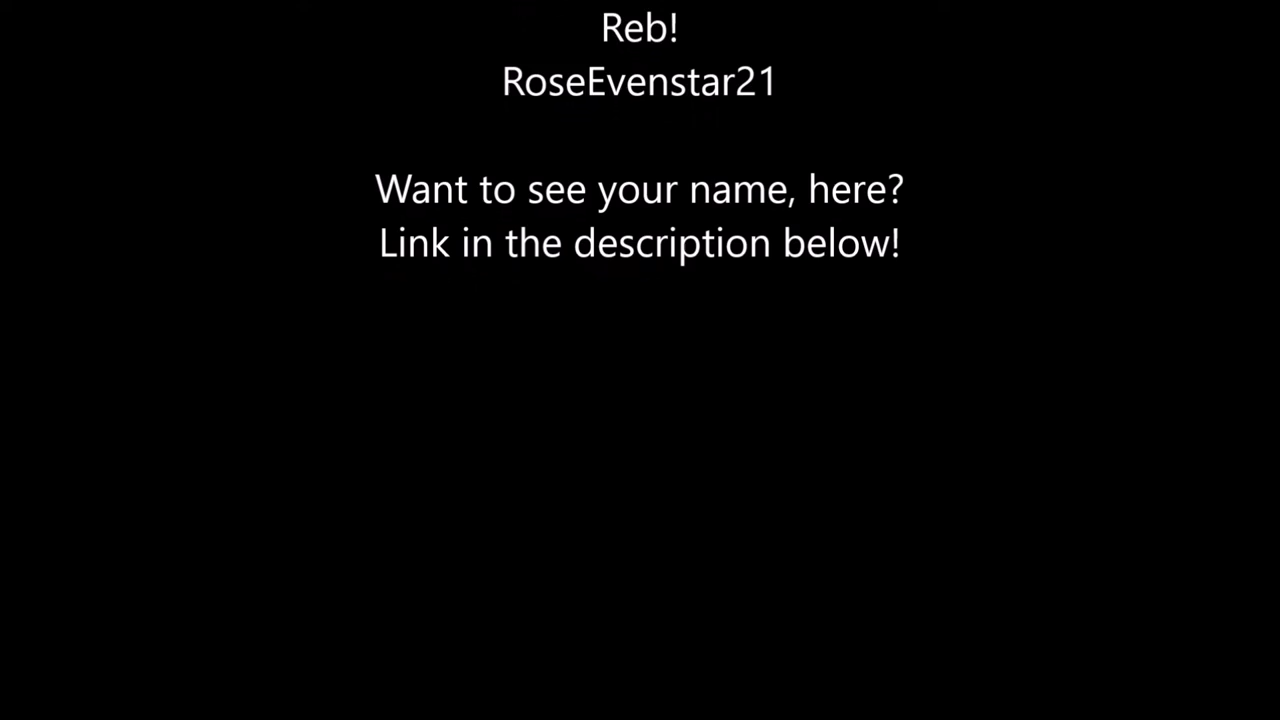 Reb!
RoseEvenstar21
Want to see your name, here?
Link in the description below!